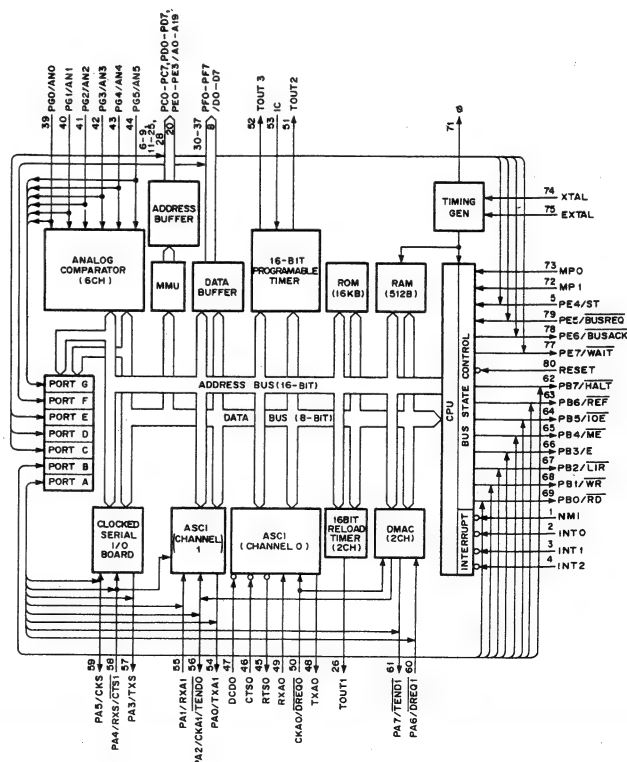 39 PG0/AN0
40 PG1/AN1
41 PG2/AN2
42 PG3/AN3
43 PG4/AN4
44 PG5/AN5
6-9,
11-25,
28
PC0-PC7, PD0-PD7,
20 PE0-PE3/A0-A19
30-37 PF0-PF7
8 /D0-D7
52 TOUT3
53 IC
51 TOUT2
71 ø
ADDRESS
BUFFER
TIMING
GEN
74 XTAL
75 EXTAL
ANALOG
COMPARATOR
(6CH)
MMU
DATA
BUFFER
16-BIT
PROGRAMABLE
TIMER
ROM
(16KB)
RAM
(512B)
73 MP0
72 MP1
5 PE4/ST
79 PE5/BUSREQ
78 PE6/BUSACK
77 PE7/WAIT
80 RESET
62 PB7/HALT
63 PB6/REF
64 PB5/IOE
65 PB4/ME
66 PB3/E
67 PB2/LIR
68 PB1/WR
69 PB0/RD
1 NMI
2 INT0
3 INT1
4 INT2
CPU
BUS STATE CONTROL
INTERRUPT
PORT G
PORT F
PORT E
PORT D
PORT C
PORT B
PORT A
ADDRESS BUS(16-BIT)
DATA BUS (8-BIT)
CLOCKED
SERIAL
I/O
BOARD
ASCI
(CHANNEL
1
ASCI
(CHANNEL 0)
16BIT
RELOAD
TIMER
(2CH)
DMAC
(2CH)
59 PA5/CKS
58 PA4/RXS/CTS1
57 PA3/TXS
55 PA1/RXA1
56 PA2/CKA1/TEND0
54 PA0/TXA1
47 DCD0
46 CTS0
45 RTS0
49 RXA0
50 CKA0/DREQ0
48 TXA0
26 TOUT1
61 PA7/TEND1
60 PA6/DREQ1